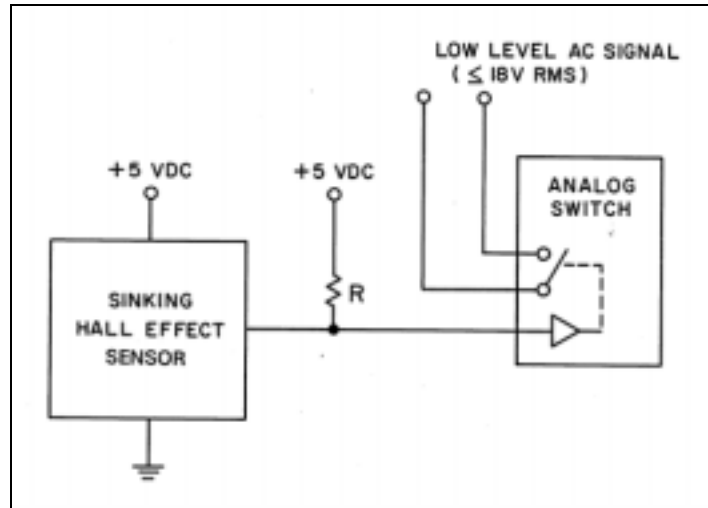 LOW LEVEL AC SIGNAL
(≤ 18V RMS)
+5 VDC
+5 VDC
ANALOG
SWITCH
SINKING
HALL EFFECT
SENSOR
R